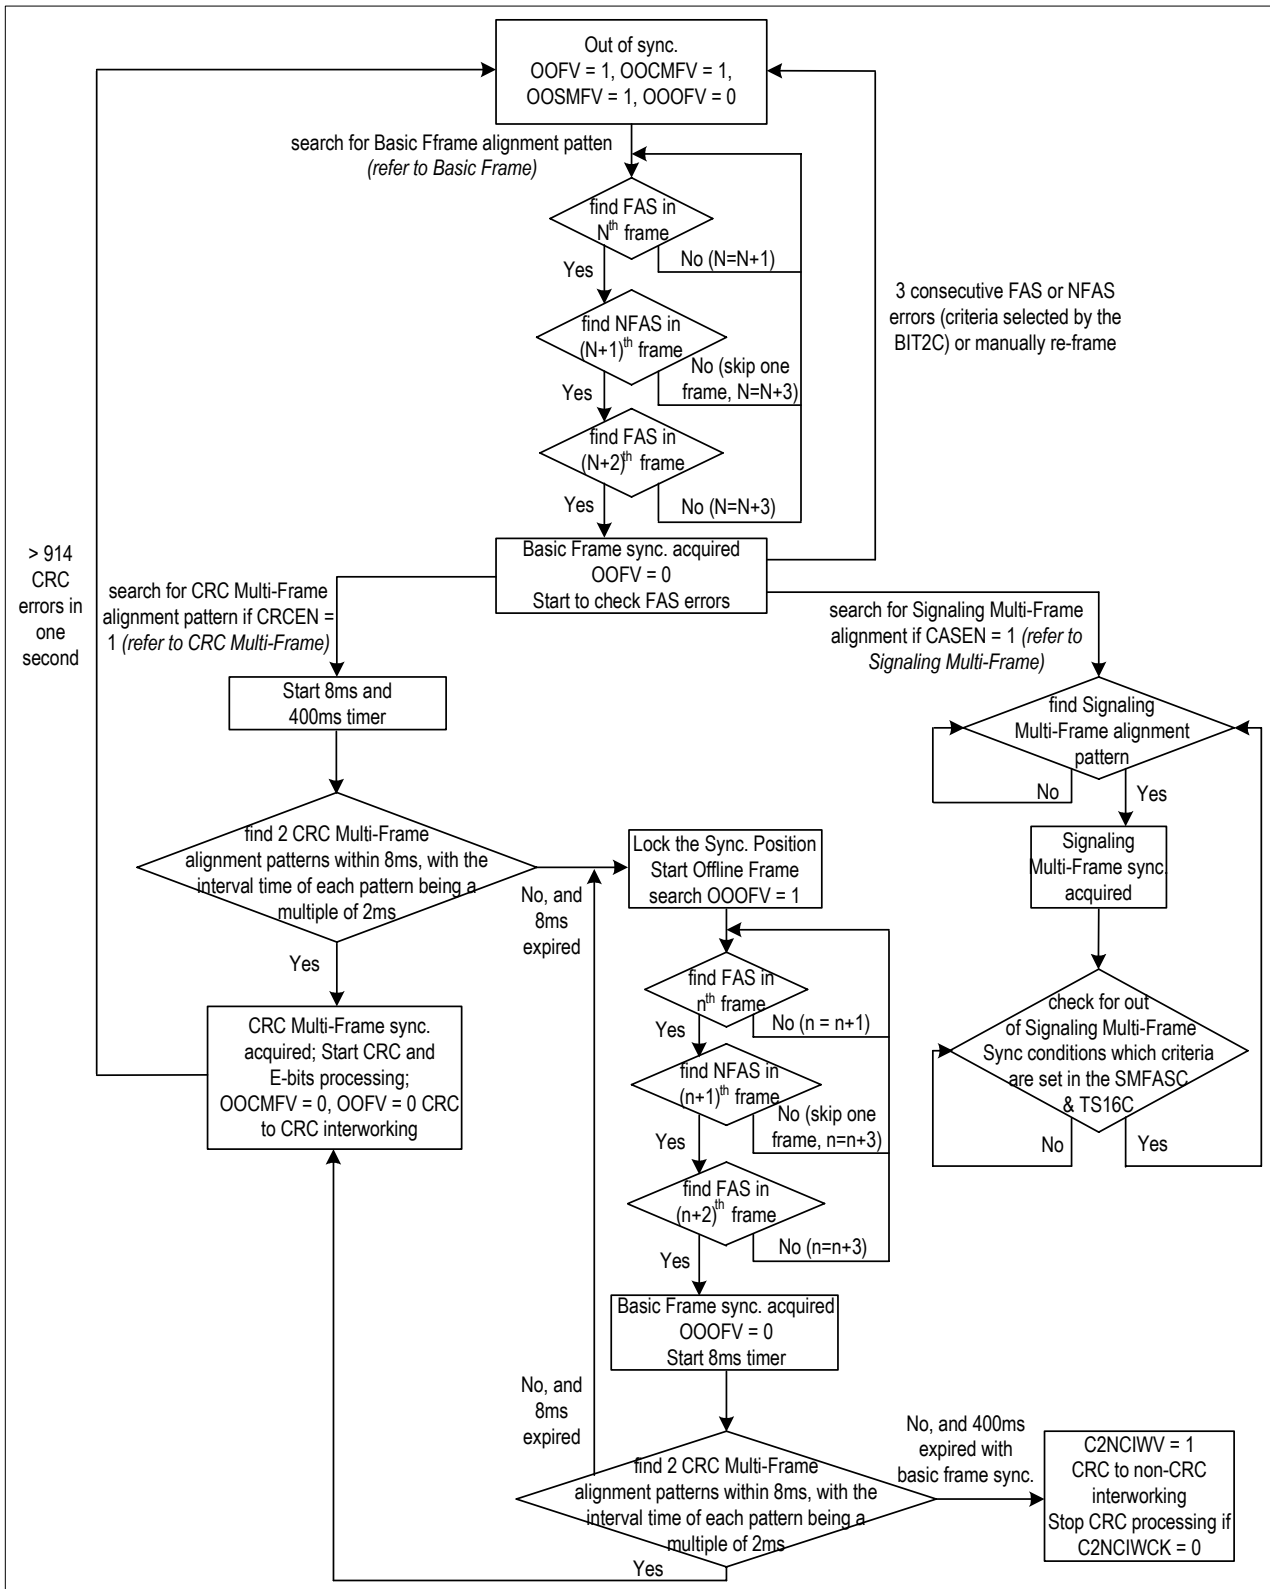 Out of sync.
OOFV = 1, OOCMFV = 1,
OOSMFV = 1, OOOFV = 0
search for Basic Fframe alignment patten
(refer to Basic Frame)
find FAS in
Nth frame
Yes
No (N=N+1)
find NFAS in
(N+1)th frame
Yes
No (skip one
frame, N=N+3)
find FAS in
(N+2)th frame
Yes
No (N=N+3)
3 consecutive FAS or NFAS
errors (criteria selected by the
BIT2C) or manually re-frame
Basic Frame sync. acquired
OOFV = 0
Start to check FAS errors
> 914
CRC
errors in
one
second
search for CRC Multi-Frame
alignment pattern if CRCEN =
1 (refer to CRC Multi-Frame)
search for Signaling Multi-Frame
alignment if CASEN = 1 (refer to
Signaling Multi-Frame)
Start 8ms and
400ms timer
find 2 CRC Multi-Frame
alignment patterns within 8ms, with the
interval time of each pattern being a
multiple of 2ms
No, and
8ms
expired
Yes
CRC Multi-Frame sync.
acquired; Start CRC and
E-bits processing;
OOCMFV = 0, OOFV = 0 CRC
to CRC interworking
Lock the Sync. Position
Start Offline Frame
search OOOFV = 1
find FAS in
nth frame
Yes
No (n = n+1)
find NFAS in
(n+1)th frame
Yes
No (skip one
frame, n=n+3)
find FAS in
(n+2)th frame
Yes
No (n=n+3)
Basic Frame sync. acquired
OOOFV = 0
Start 8ms timer
No, and
8ms
expired
find 2 CRC Multi-Frame
alignment patterns within 8ms, with the
interval time of each pattern being a
multiple of 2ms
Yes
No, and 400ms
expired with
basic frame sync.
C2NCIWV = 1
CRC to non-CRC
interworking
Stop CRC processing if
C2NCIWCK = 0
find Signaling
Multi-Frame alignment
pattern
No
Yes
Signaling
Multi-Frame sync.
acquired
check for out
of Signaling Multi-Frame
Sync conditions which criteria
are set in the SMFASC
& TS16C
No
Yes